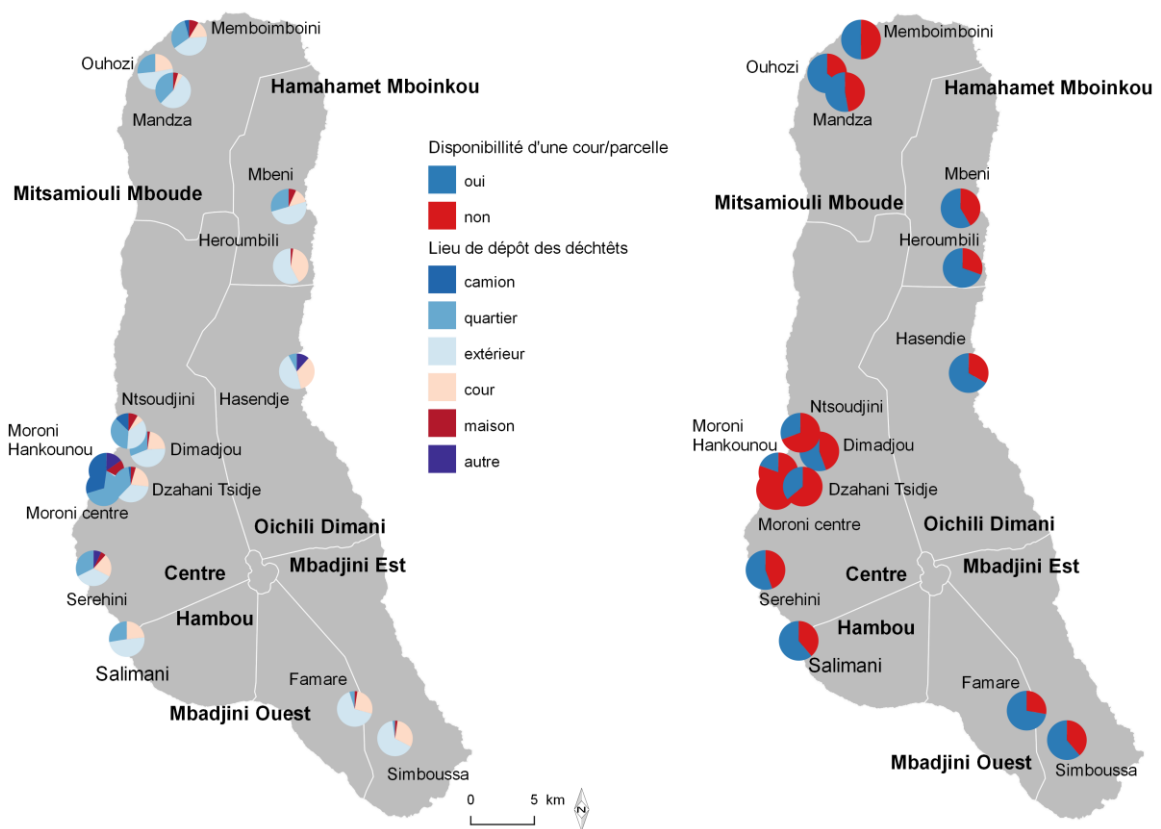 Memboimboini
Ouhozi
Hamahamet Mboinkou
Mandza
Mbeni
Mitsamiouli Mboude
Heroumbili
Ntsoudjini
Hasendje
Moroni
Hankounou
Dimadjou
Dzahani Tsidje
Moroni centre
Oichili Dimani
Mbadjini Est
Centre
Serehini
Hambou
Salimani
Famare
Mbadjini Ouest
Simboussa
Disponibillité d'une cour/parcelle
oui
non
Lieu de dépôt des déchtêts
camion
quartier
extérieur
cour
maison
autre
0 5 km
N
Memboimboini
Ouhozi
Hamahamet Mboinkou
Mandza
Mbeni
Mitsamiouli Mboude
Heroumbili
Hasendie
Ntsoudjini
Moroni
Hankounou
Dimadjou
Dzahani Tsidje
Moroni centre
Oichili Dimani
Mbadjini Est
Centre
Serehini
Hambou
Salimani
Famare
Mbadjini Ouest
Simboussa